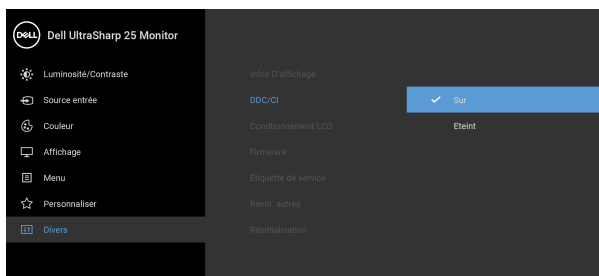 DELL
Dell UltraSharp 25 Monitor
Luminosité/Contraste
Source entrée
Couleur
Affichage
Menu
Personnaliser
Divers
Infos D'affichage
DDC/CI
Condtionnement LCD
Firmware
Étiquette de service
Réinit. autres
Réinitialisation
Sur
Eteint